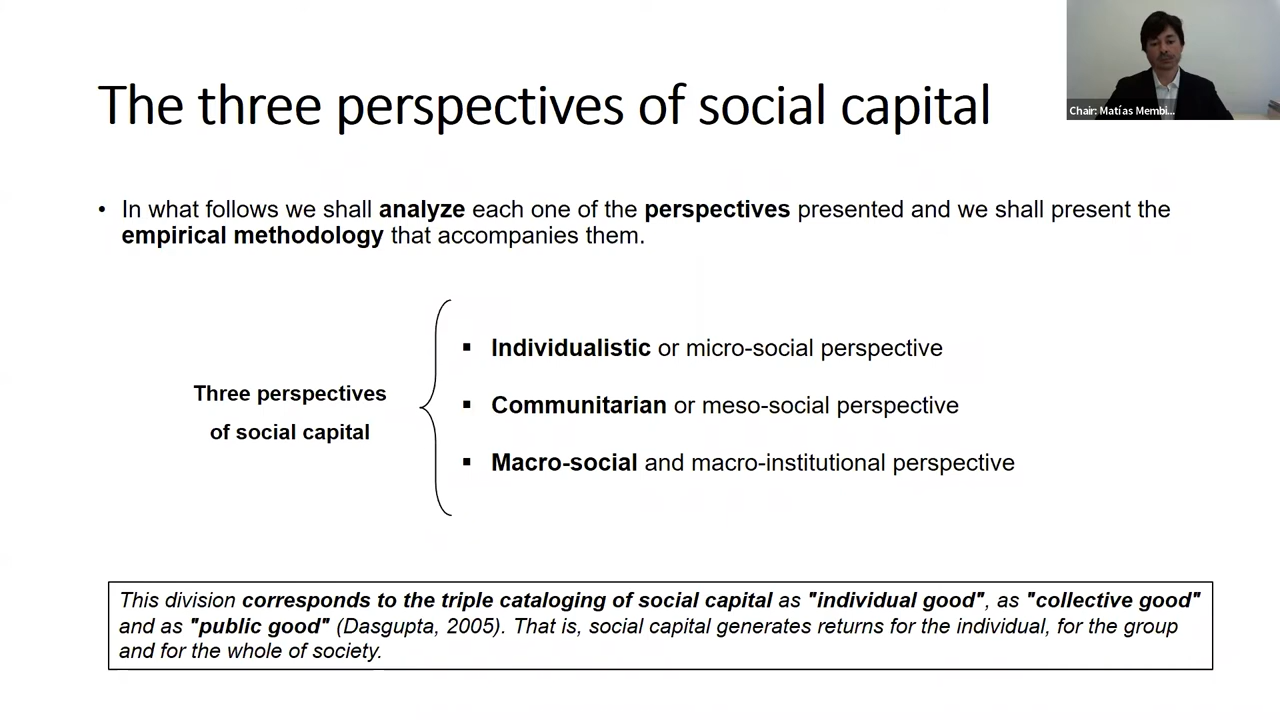 The three perspectives of social capital
Chair: Matías Membi...
• In what follows we shall analyze each one of the perspectives presented and we shall present the
empirical methodology that accompanies them.
Three perspectives
of social capital
▪ Individualistic or micro-social perspective
▪ Communitarian or meso-social perspective
▪ Macro-social and macro-institutional perspective
This division corresponds to the triple cataloging of social capital as "individual good", as "collective good"
and as "public good" (Dasgupta, 2005). That is, social capital generates returns for the individual, for the group
and for the whole of society.